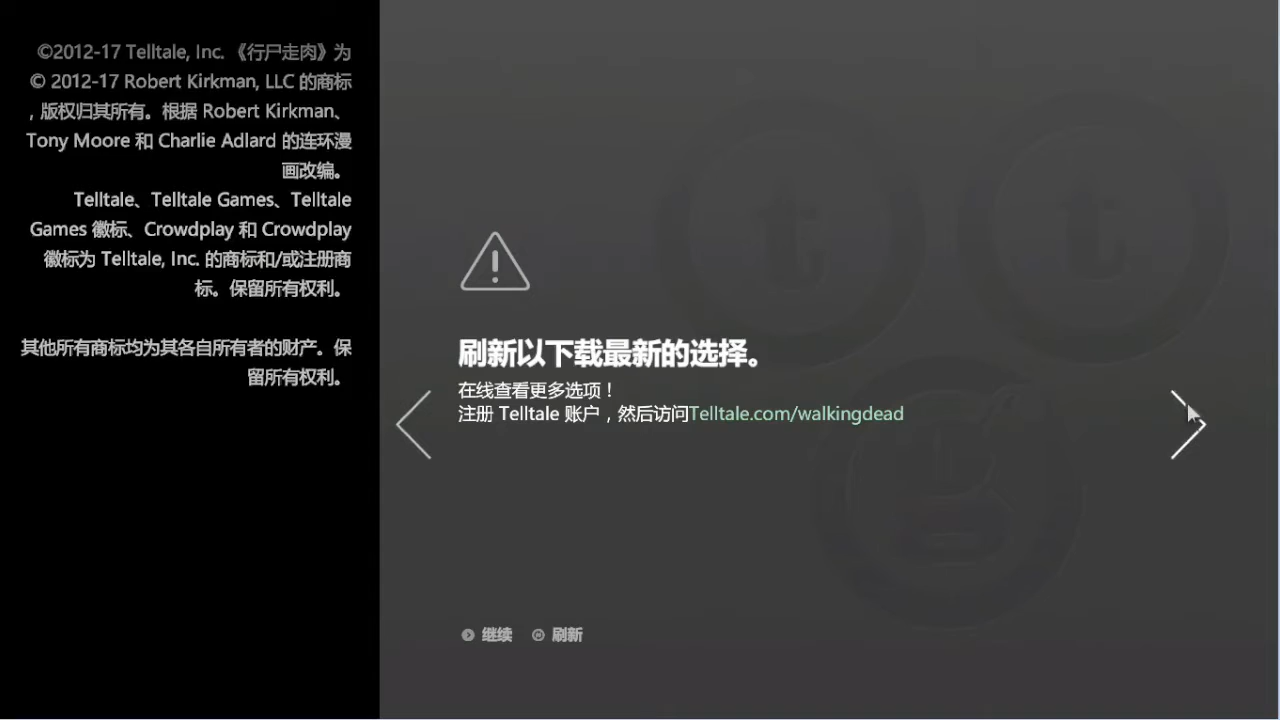 ©2012-17 Telltale, Inc. 《行尸走肉》为
© 2012-17 Robert Kirkman, LLC 的商标
，版权归其所有。根据 Robert Kirkman、
Tony Moore 和 Charlie Adlard 的连环漫
画改编。
Telltale、Telltale Games、Telltale
Games 徽标、Crowdplay 和 Crowdplay
徽标为 Telltale, Inc. 的商标和/或注册商
标。保留所有权利。
其他所有商标均为其各自所有者的财产。保
留所有权利。
刷新以下载最新的选择。
在线查看更多选项！
注册 Telltale 账户，然后访问Telltale.com/walkingdead
继续 刷新